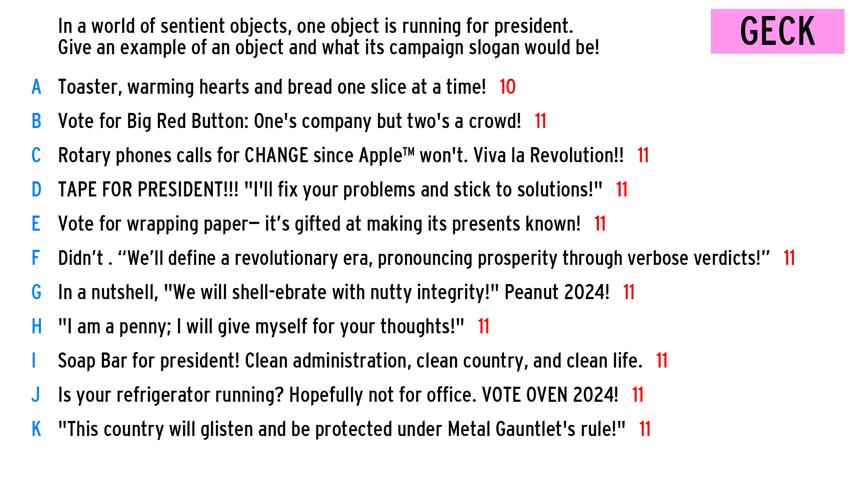 In a world of sentient objects, one object is running for president.
Give an example of an object and what its campaign slogan would be!
GECK
A Toaster, warming hearts and bread one slice at a time! 10
B Vote for Big Red Button: One's company but two's a crowd! 11
C Rotary phones calls for CHANGE since Apple™ won't. Viva la Revolution!! 11
D TAPE FOR PRESIDENT!!! "I'll fix your problems and stick to solutions!" 11
E Vote for wrapping paper— it’s gifted at making its presents known! 11
F Didn’t . “We’ll define a revolutionary era, pronouncing prosperity through verbose verdicts!” 11
G In a nutshell, "We will shell-ebrate with nutty integrity!" Peanut 2024! 11
H "I am a penny; I will give myself for your thoughts!" 11
I Soap Bar for president! Clean administration, clean country, and clean life. 11
J Is your refrigerator running? Hopefully not for office. VOTE OVEN 2024! 11
K "This country will glisten and be protected under Metal Gauntlet's rule!" 11